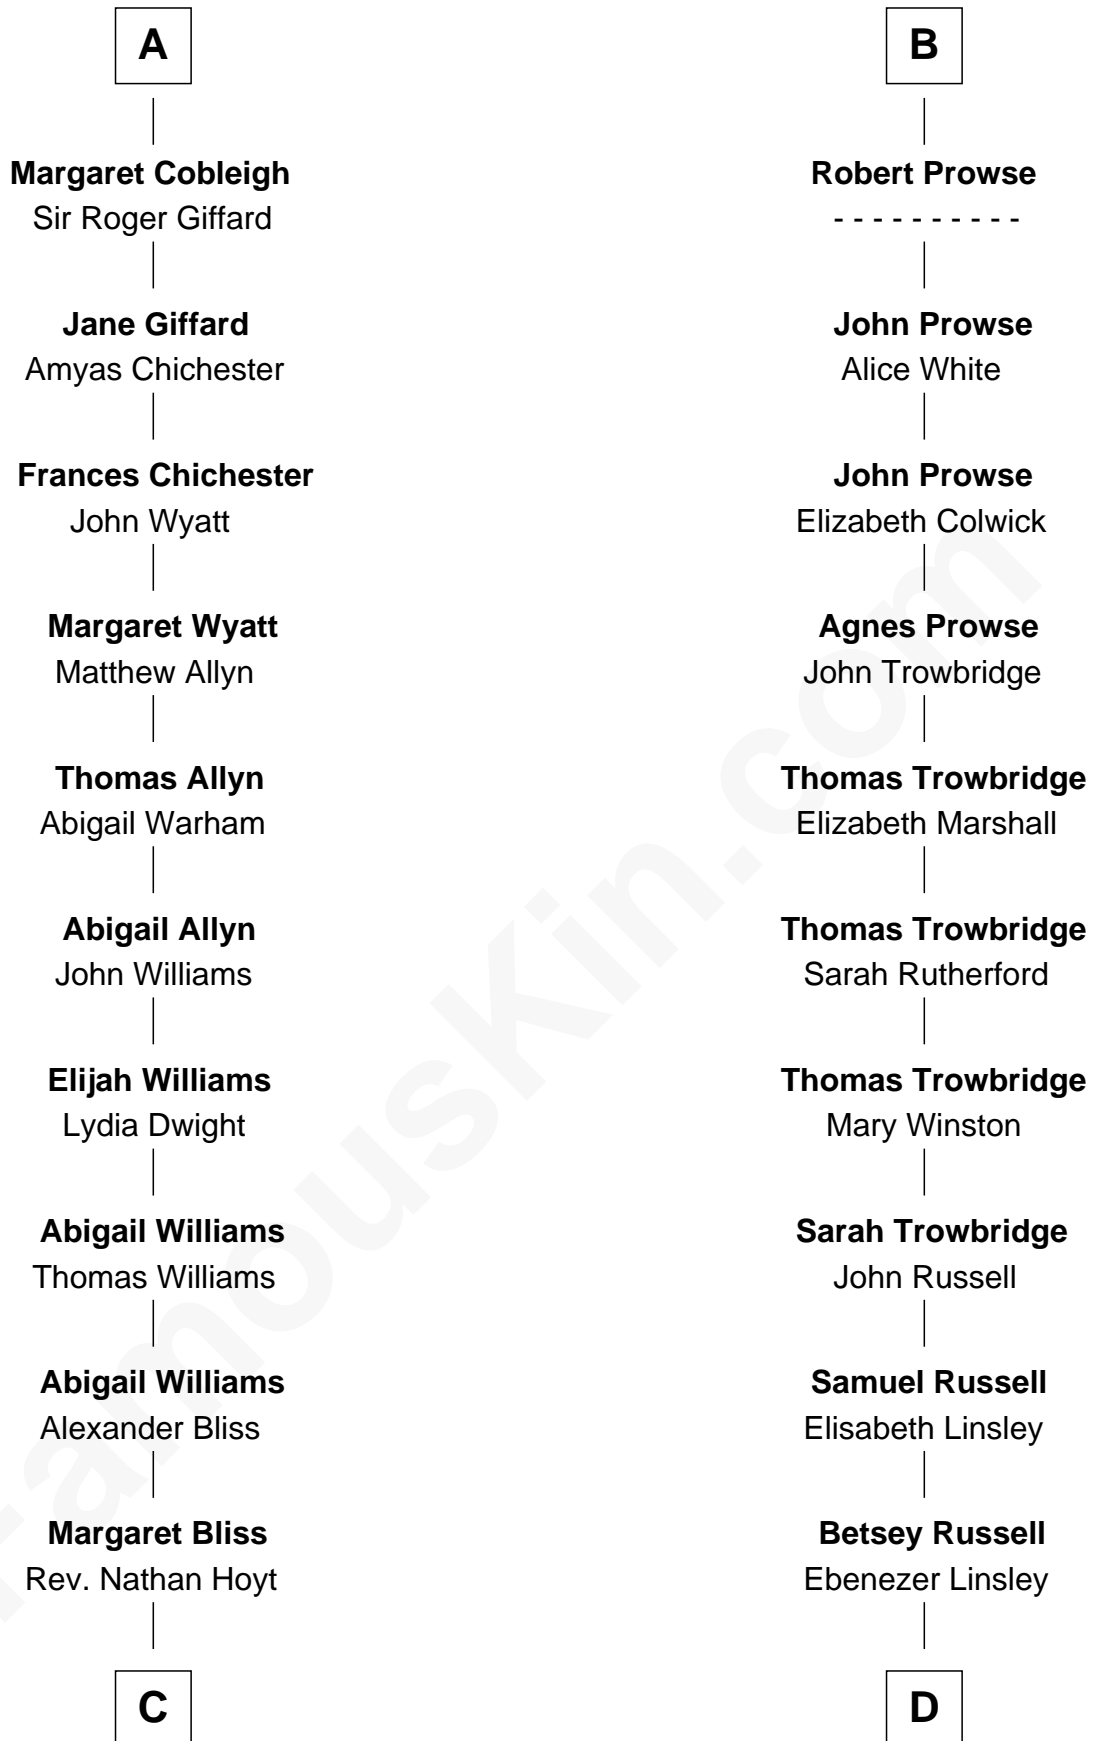 A
Margaret Cobleigh
Sir Roger Giffard
Jane Giffard
Amyas Chichester
Frances Chichester
John Wyatt
Margaret Wyatt
Matthew Allyn
Thomas Allyn
Abigail Warham
Abigail Allyn
John Williams
Elijah Williams
Lydia Dwight
Abigail Williams
Thomas Williams
Abigail Williams
Alexander Bliss
Margaret Bliss
Rev. Nathan Hoyt
C
B
Robert Prowse
- - - - - - - - - -
John Prowse
Alice White
John Prowse
Elizabeth Colwick
Agnes Prowse
John Trowbridge
Thomas Trowbridge
Elizabeth Marshall
Thomas Trowbridge
Sarah Rutherford
Thomas Trowbridge
Mary Winston
Sarah Trowbridge
John Russell
Samuel Russell
Elisabeth Linsley
Betsey Russell
Ebenezer Linsley
D
FamousKin.com